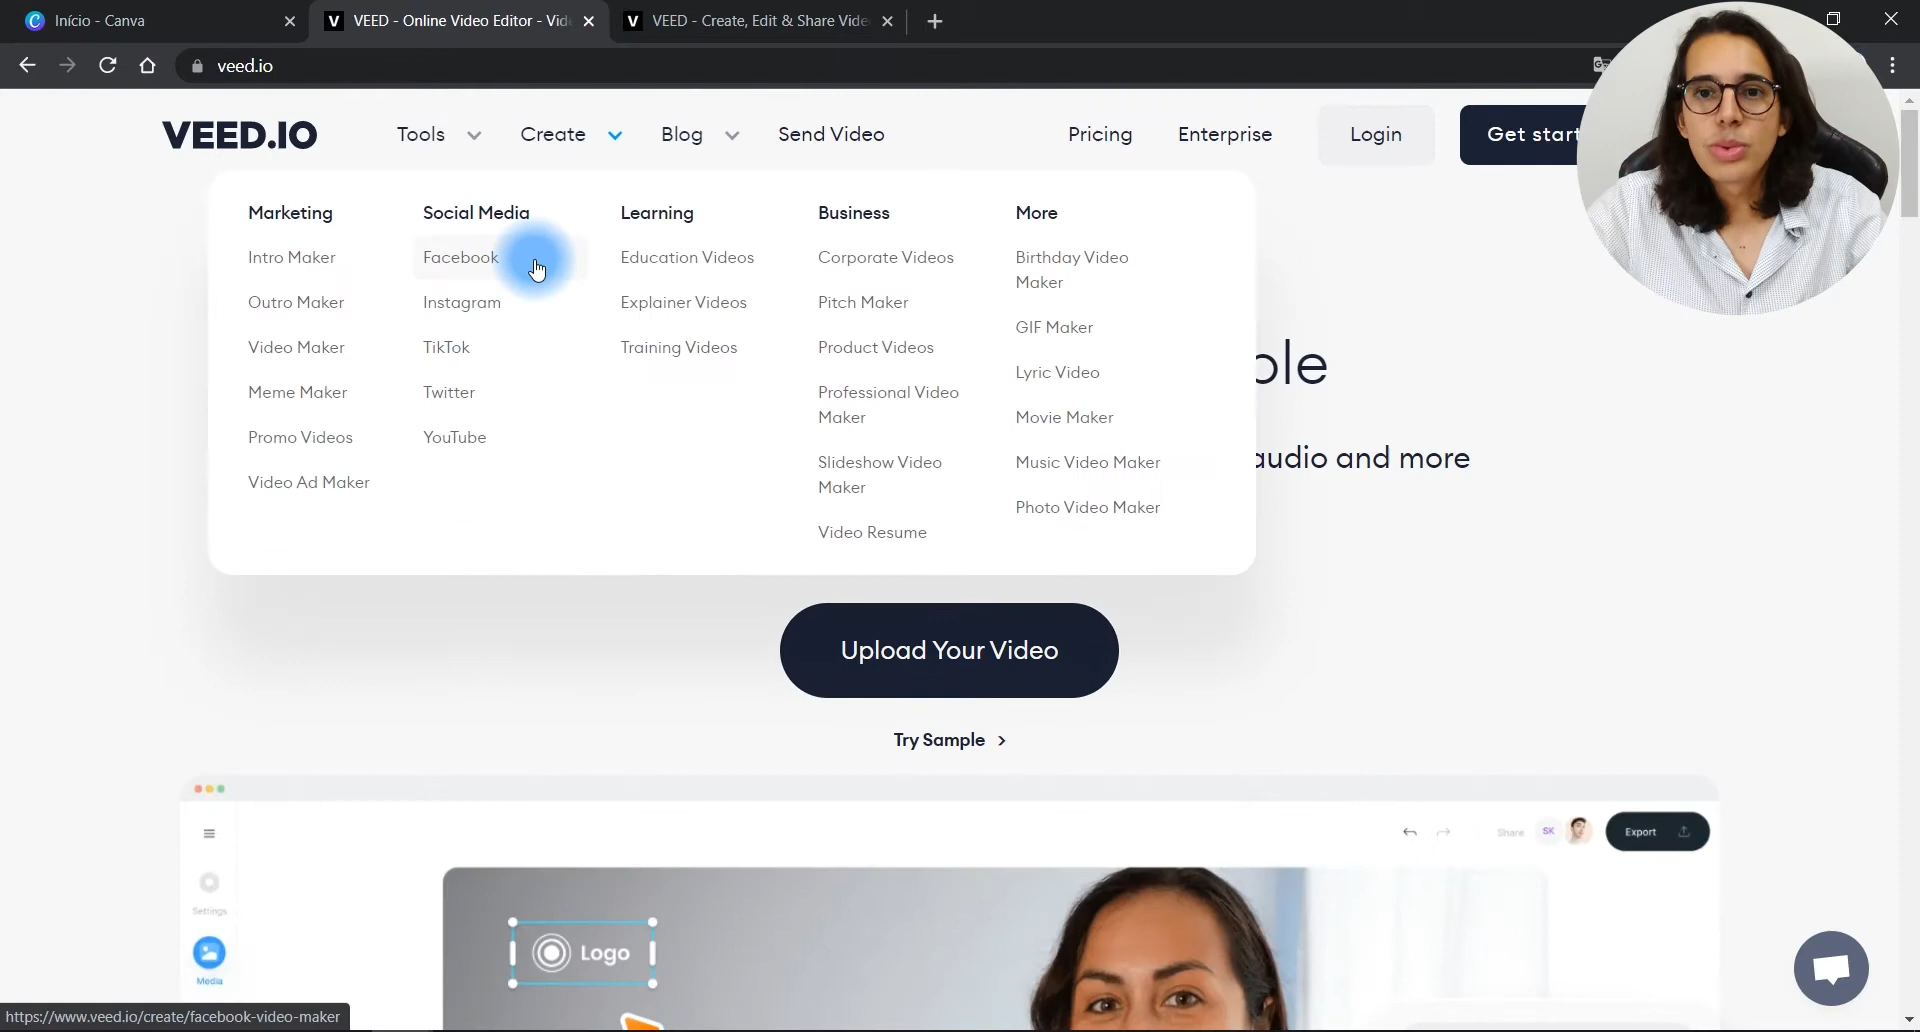 Início - Canva
VEED - Online Video Editor - Vid
VEED - Create, Edit & Share Vide
veed.io
VEED.IO
Tools
Create
Blog
Send Video
Pricing
Enterprise
Login
Get start
Marketing
Intro Maker
Outro Maker
Video Maker
Meme Maker
Promo Videos
Video Ad Maker
Social Media
Facebook
Instagram
TikTok
Twitter
YouTube
Learning
Education Videos
Explainer Videos
Training Videos
Business
Corporate Videos
Pitch Maker
Product Videos
Professional Video
Maker
Slideshow Video
Maker
Video Resume
More
Birthday Video
Maker
GIF Maker
Lyric Video
Movie Maker
Music Video Maker
Photo Video Maker
ple
audio and more
Upload Your Video
Try Sample >
Share
SK
Export
Settings
Media
Logo
https://www.veed.io/create/facebook-video-maker